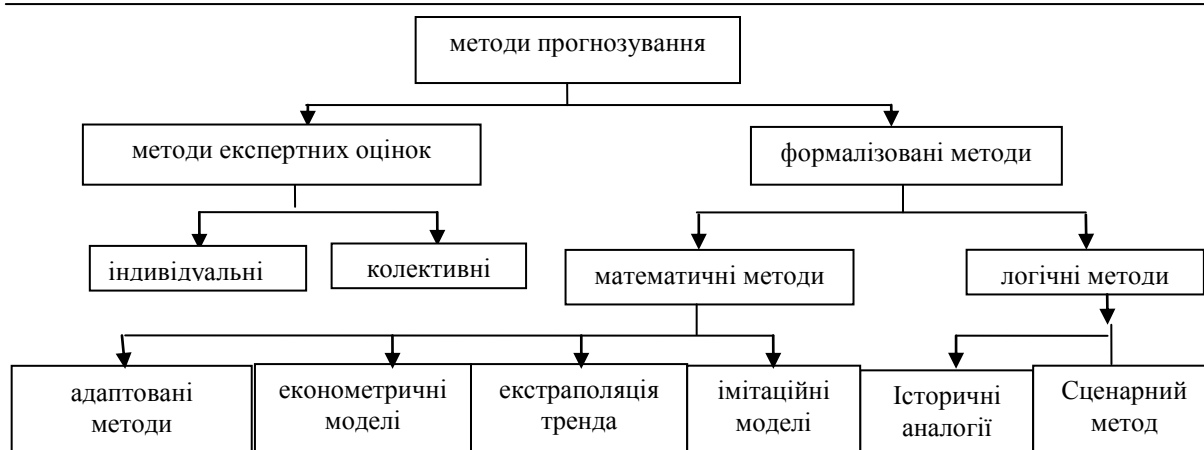 методи прогнозування
методи експертних оцінок
формалізовані методи
індивідуальні
колективні
математичні методи
логічні методи
адаптовані
методи
економетричні
моделі
екстраполяція
тренда
імітаційні
моделі
Історичні
аналогії
Сценарний
метод